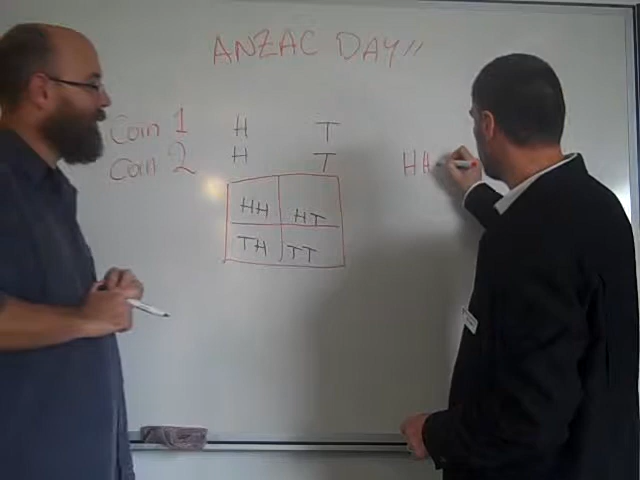 ANZAC DAY!!
Coin 1 H T
Coin 2 H T
HH HT
TH TT
HH